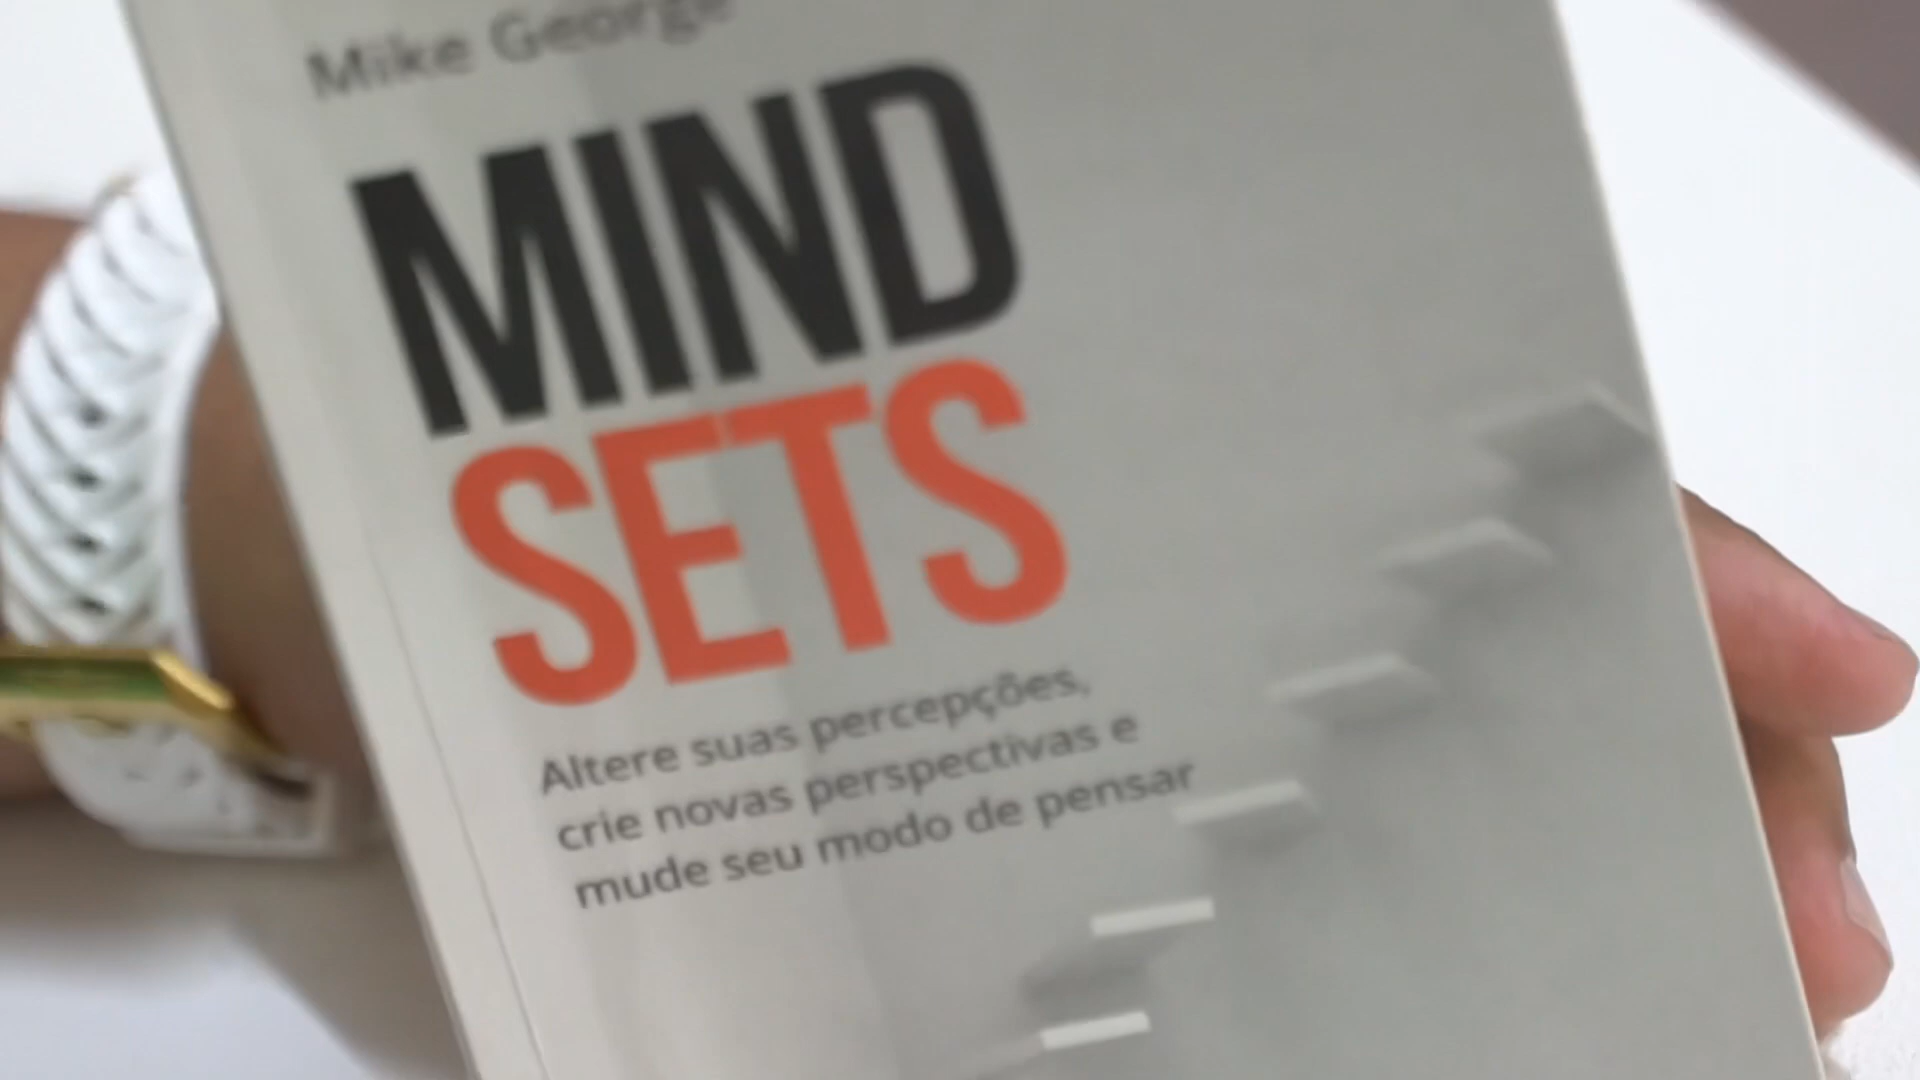 Mike George
MIND
SETS
Altere suas percepções,
crie novas perspectivas e
mude seu modo de pensar